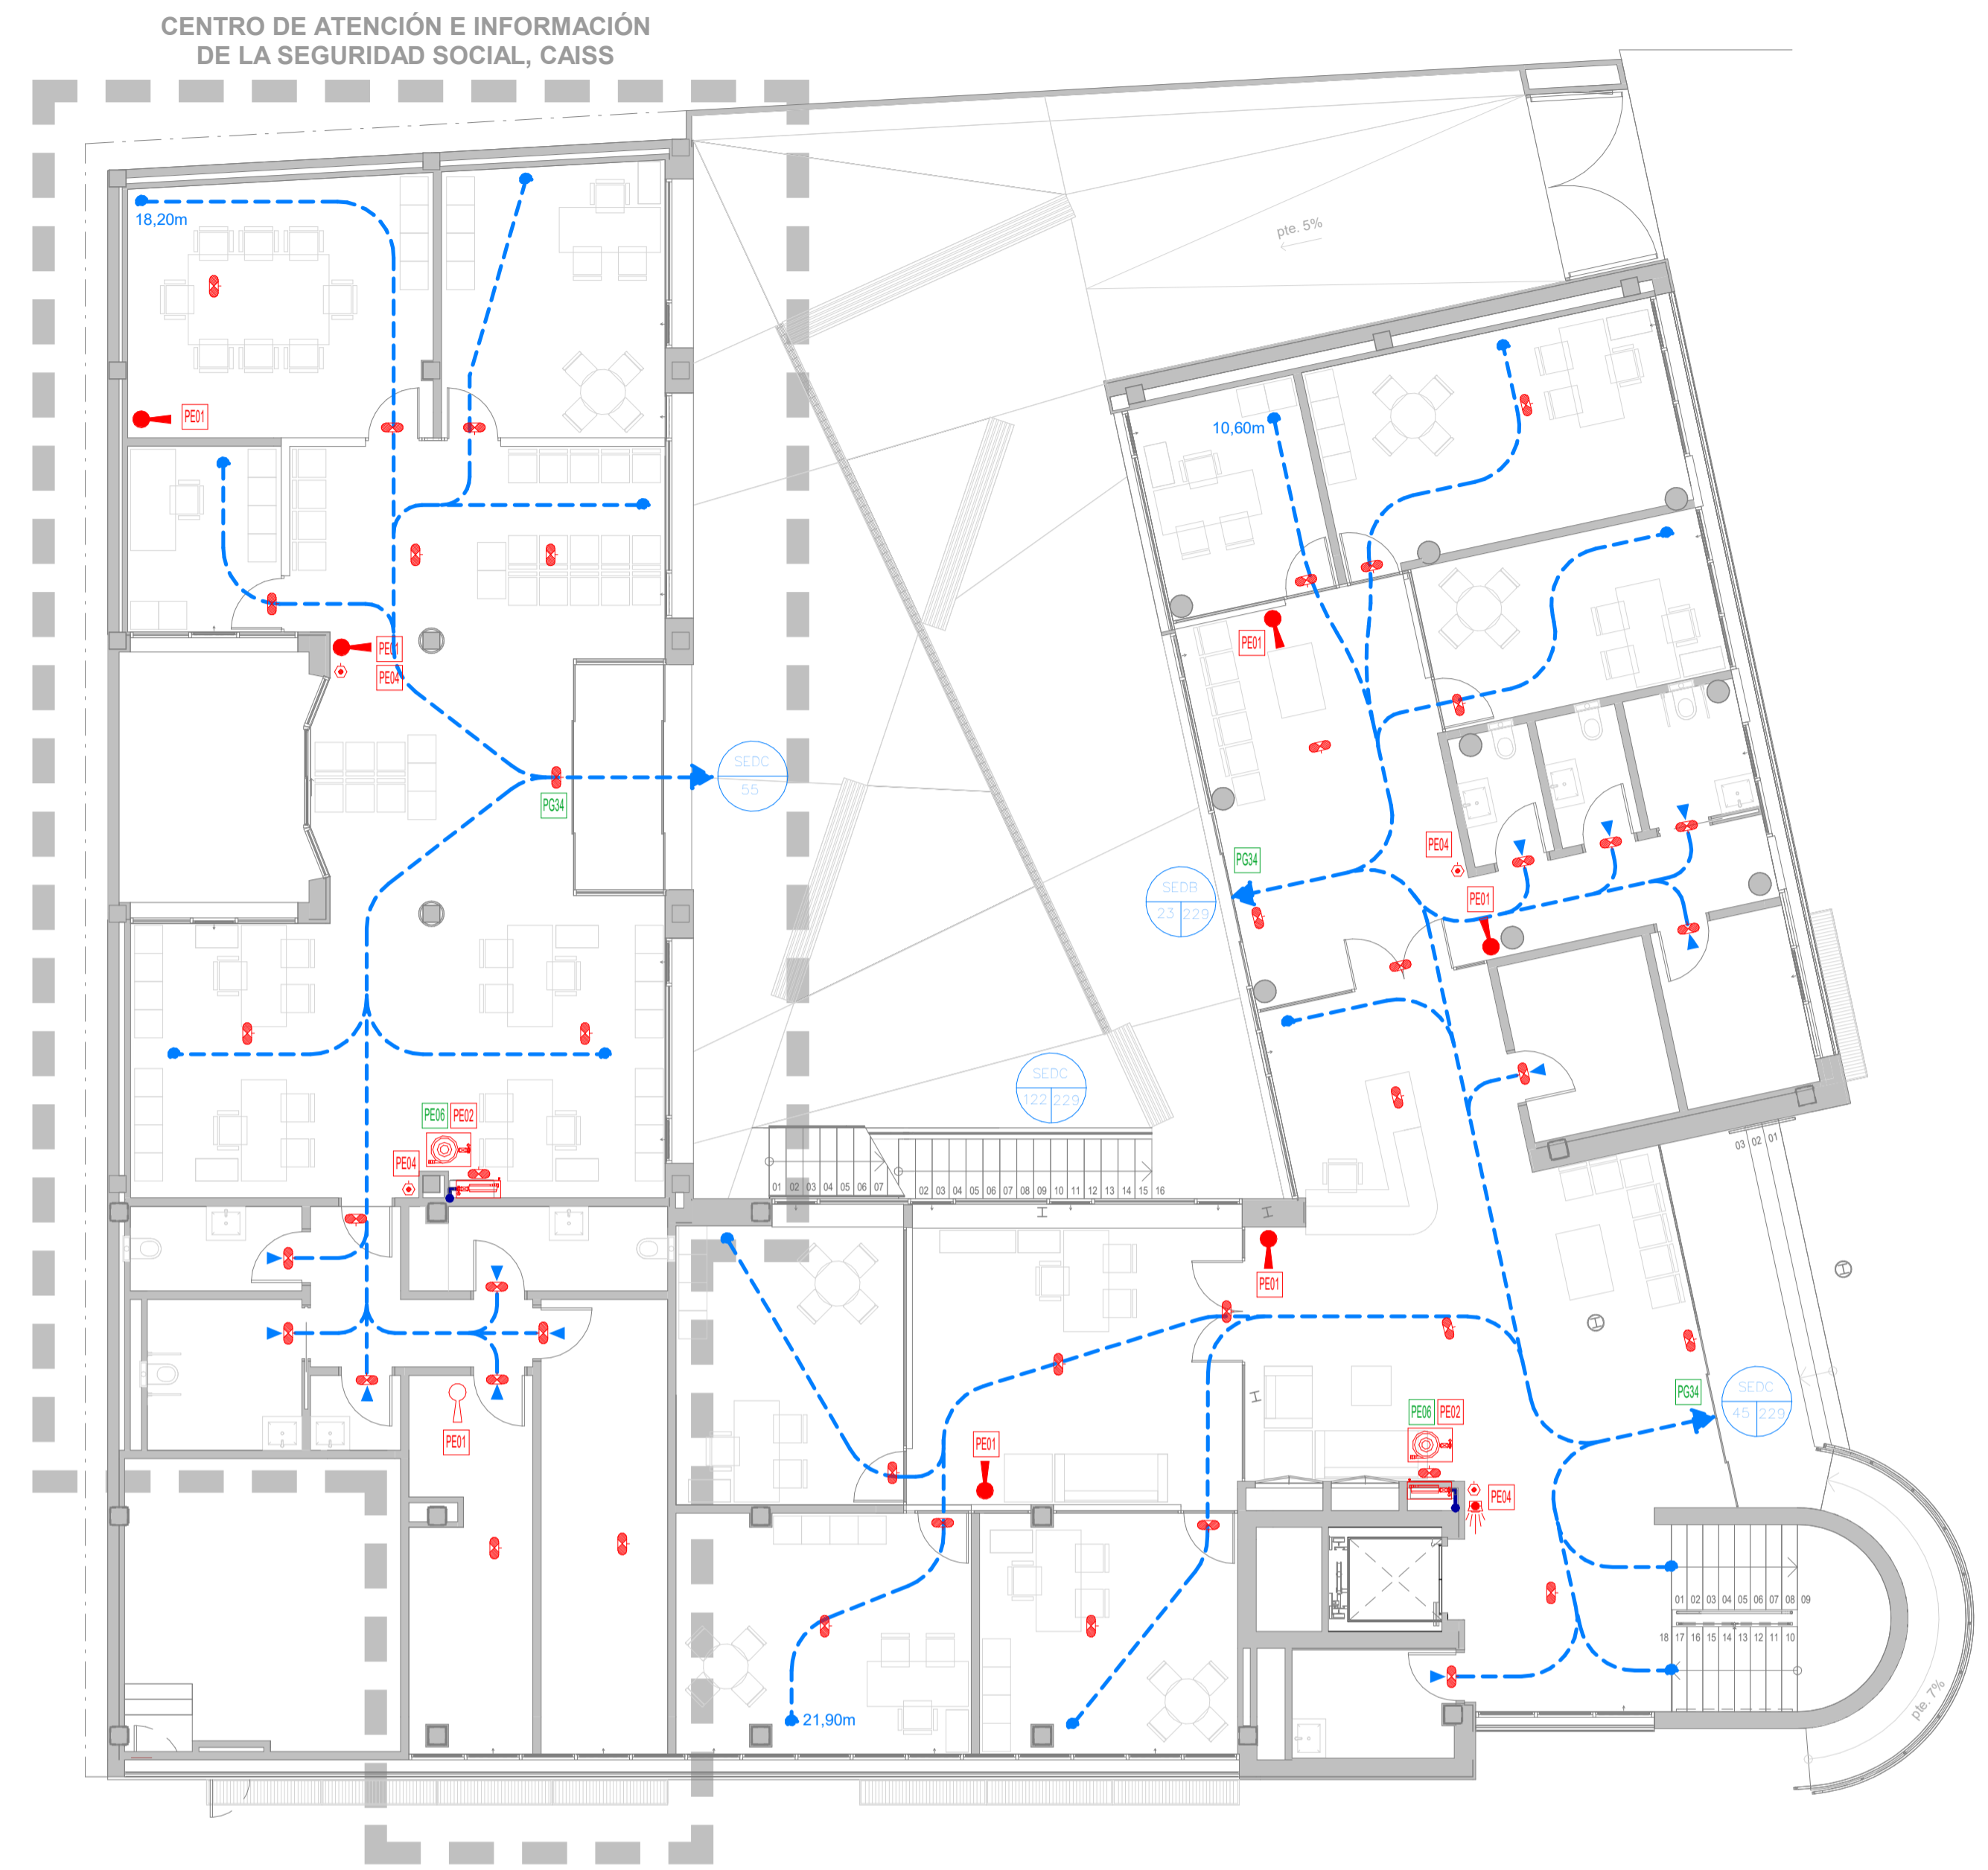 CENTRO DE ATENCIÓN E INFORMACIÓN
DE LA SEGURIDAD SOCIAL, CAISS
pte. 5%
18,20m
PE01
10,60m
PE01
PE04
PE01
SEDC
55
PG34
PE04
PG34
SEDB
23 229
PE01
SEDC
122 229
PE06 PE02
PE04
03 02 01
01 02 03 04 05 06 07
02 03 04 05 06 07 08 09 10 11 12 13 14 15 16
PE01
PG34
SEDC
45 229
PE06 PE02
PE01
PE01
PE04
01 02 03 04 05 06 07 08 09
18 17 16 15 14 13 12 11 10
pte. 7%
21,90m